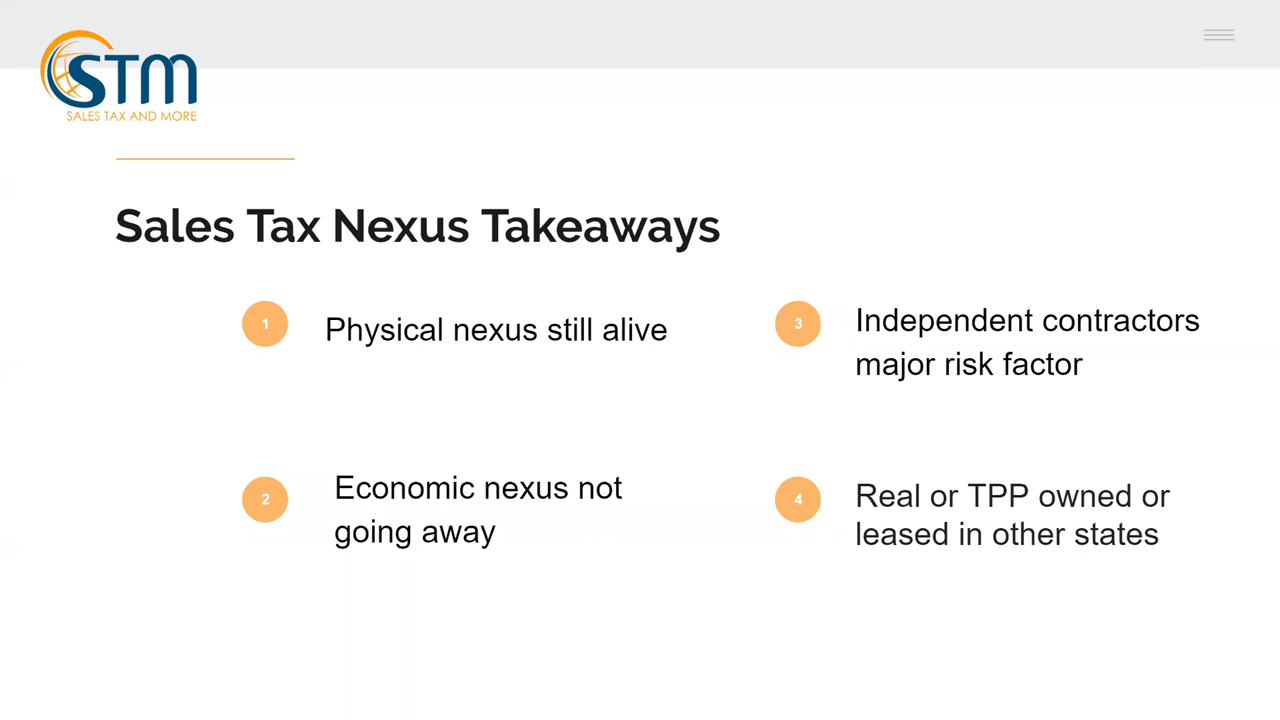 STM
SALES TAX AND MORE
Sales Tax Nexus Takeaways
1
Physical nexus still alive
2
Economic nexus not
going away
3
Independent contractors
major risk factor
4
Real or TPP owned or
leased in other states